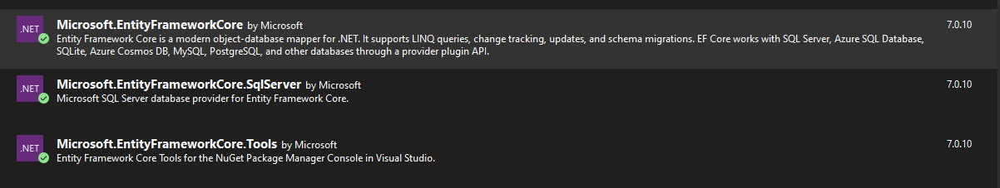 .NET Microsoft.EntityFrameworkCore by Microsoft 7.0.10
Entity Framework Core is a modern object-database mapper for .NET. It supports LINQ queries, change tracking, updates, and schema migrations. EF Core works with SQL Server, Azure SQL Database,
SQLite, Azure Cosmos DB, MySQL, PostgreSQL, and other databases through a provider plugin API.
.NET Microsoft.EntityFrameworkCore.SqlServer by Microsoft 7.0.10
Microsoft SQL Server database provider for Entity Framework Core.
.NET Microsoft.EntityFrameworkCore.Tools by Microsoft 7.0.10
Entity Framework Core Tools for the NuGet Package Manager Console in Visual Studio.